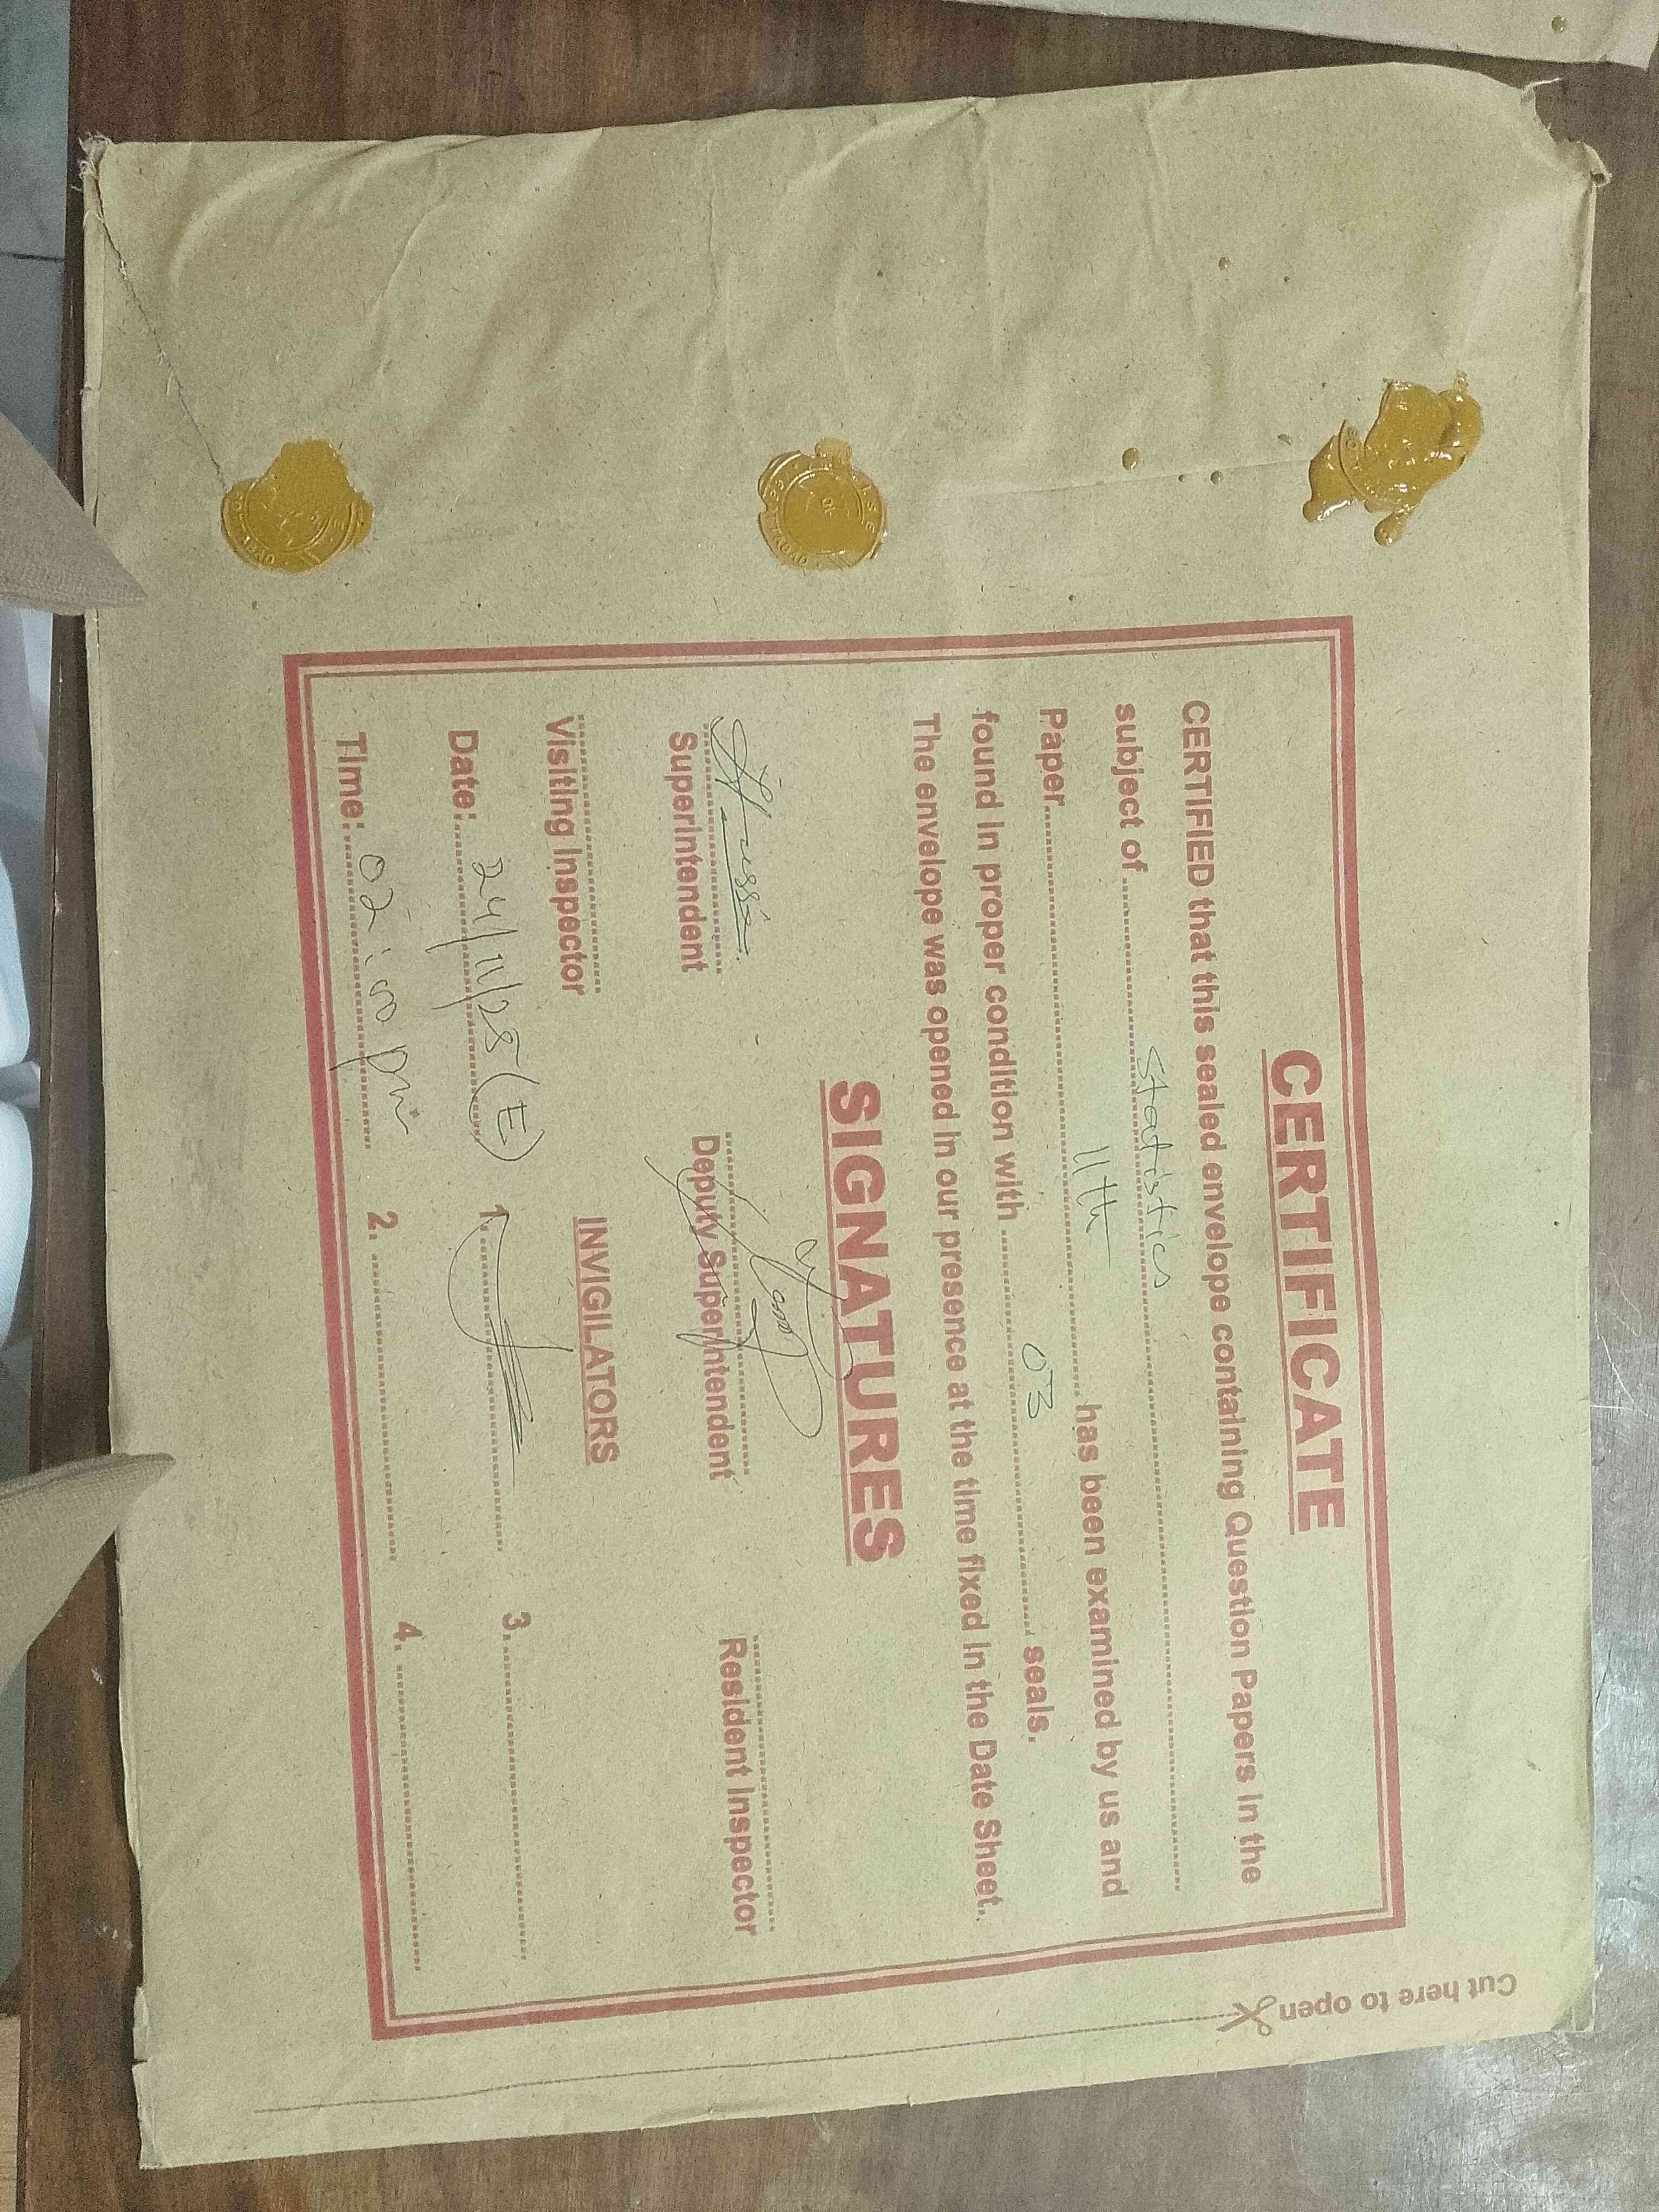 CERTIFICATE
CERTIFIED that this sealed envelope containing Question Papers in the
subject of statistics
Paper 11th has been examined by us and
found in proper condition with 03 seals.
The envelope was opened in our presence at the time fixed in the Date Sheet.
SIGNATURES
Superintendent Deputy Superintendent Resident Inspector
Visiting Inspector
INVIGILATORS
Date: 24/11/25 (E) 1. 3.
Time: 02:00 pm 2. 4.
Cut here to open